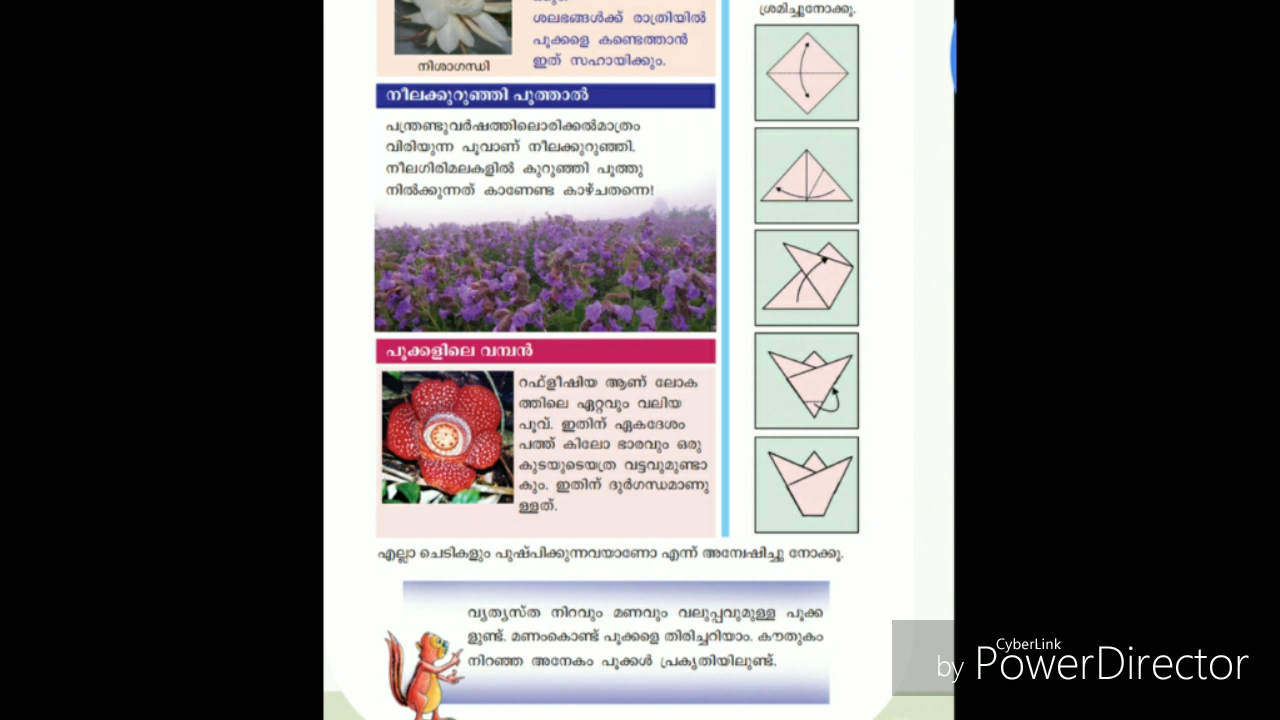 ശലഭങ്ങൾക്ക് രാത്രിയിൽ
പൂക്കളെ കണ്ടെത്താൻ
ഇത് സഹായിക്കും.
നിശാഗന്ധി
നീലക്കുറുഞ്ഞി പൂത്താൽ
പന്ത്രണ്ടുവർഷത്തിലൊരിക്കൽമാത്രം
വിരിയുന്ന പൂവാണ് നീലക്കുറുഞ്ഞി.
നീലഗിരിമലകളിൽ കുറുഞ്ഞി പൂത്തു
നിൽക്കുന്നത് കാണേണ്ട കാഴ്ചതന്നെ!
പൂക്കളിലെ വമ്പൻ
റഫ്ളീഷിയ ആണ് ലോക
ത്തിലെ ഏറ്റവും വലിയ
പൂവ്. ഇതിന് ഏകദേശം
പത്ത് കിലോ ഭാരവും ഒരു
കുടയുടെയത്ര വട്ടവുമുണ്ടാ
കും. ഇതിന് ദുർഗന്ധമാണു
ള്ളത്.
ശ്രമിച്ചുനോക്കൂ.
എല്ലാ ചെടികളും പുഷ്പിക്കുന്നവയാണോ എന്ന് അന്വേഷിച്ചു നോക്കൂ.
വ്യത്യസ്ത നിറവും മണവും വലുപ്പവുമുള്ള പൂക്ക
ളുണ്ട്. മണംകൊണ്ട് പൂക്കളെ തിരിച്ചറിയാം. കൗതുകം
നിറഞ്ഞ അനേകം പൂക്കൾ പ്രകൃതിയിലുണ്ട്.
CyberLink
by PowerDirector